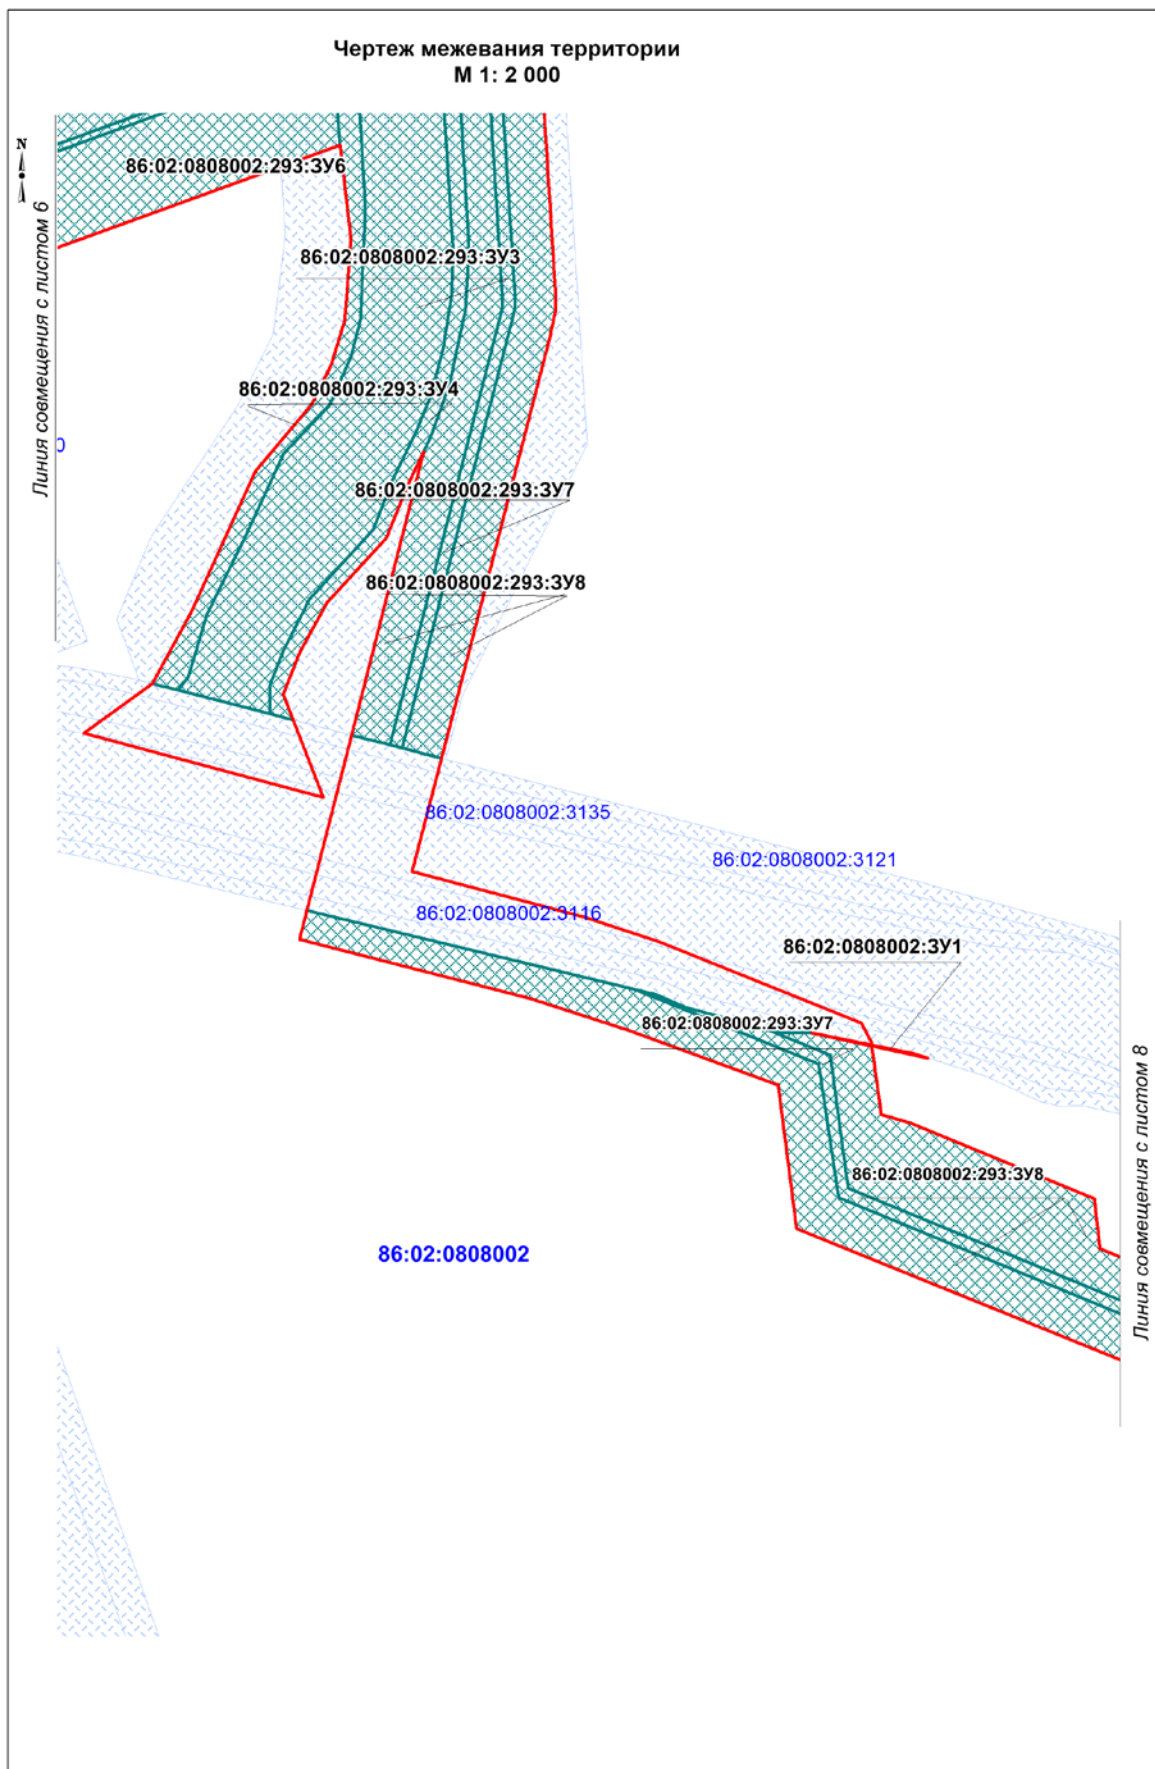 Чертеж межевания территории
М 1: 2 000
N
Линия совмещения с листом 6
86:02:0808002:293:ЗУ6
86:02:0808002:293:ЗУ3
86:02:0808002:293:ЗУ4
0
86:02:0808002:293:ЗУ7
86:02:0808002:293:ЗУ8
86:02:0808002:3135
86:02:0808002:3121
86:02:0808002:3116
86:02:0808002:ЗУ1
86:02:0808002:293:ЗУ7
Линия совмещения с листом 8
86:02:0808002:293:ЗУ8
86:02:0808002